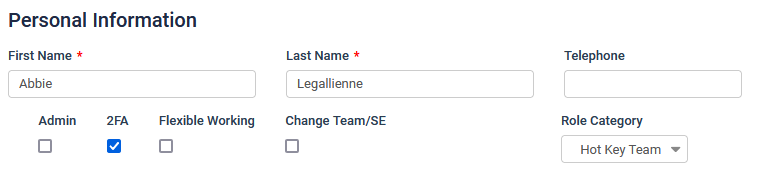 Personal Information
First Name * Last Name * Telephone
Abbie Legallienne
Admin 2FA Flexible Working Change Team/SE Role Category
Hot Key Team